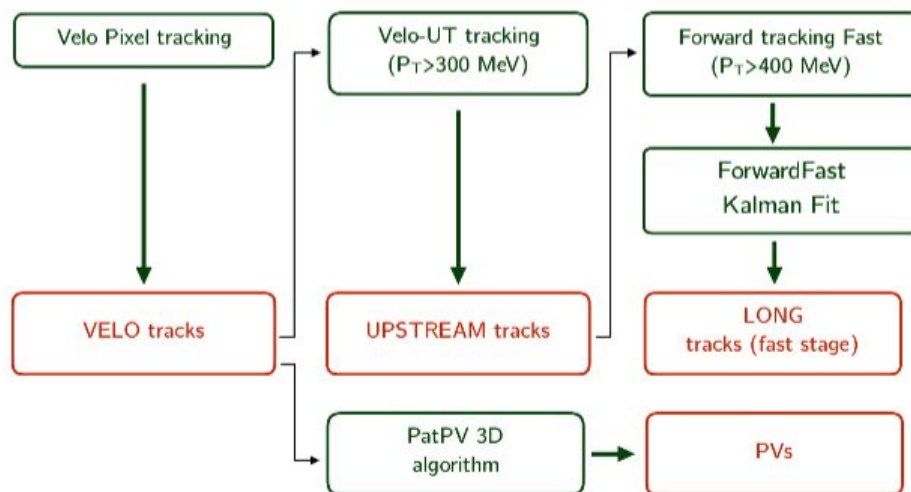 Velo Pixel tracking
Velo-UT tracking
(PT>300 MeV)
Forward tracking Fast
(PT>400 MeV)
ForwardFast
Kalman Fit
VELO tracks
UPSTREAM tracks
LONG
tracks (fast stage)
PatPV 3D
algorithm
PVs